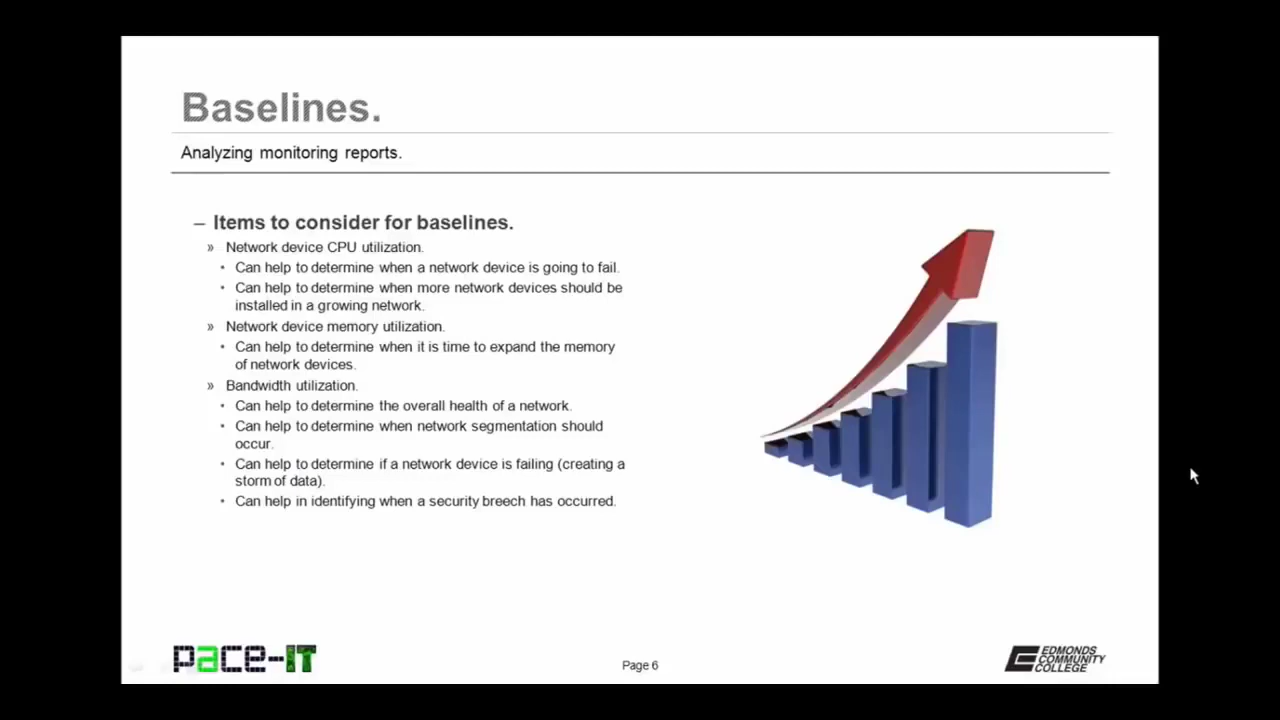 Baselines.
Analyzing monitoring reports.
– Items to consider for baselines.
» Network device CPU utilization.
• Can help to determine when a network device is going to fail.
• Can help to determine when more network devices should be
installed in a growing network.
» Network device memory utilization.
• Can help to determine when it is time to expand the memory
of network devices.
» Bandwidth utilization.
• Can help to determine the overall health of a network.
• Can help to determine when network segmentation should
occur.
• Can help to determine if a network device is failing (creating a
storm of data).
• Can help in identifying when a security breech has occurred.
pace-IT
Page 6
EDMONDS
COMMUNITY
COLLEGE